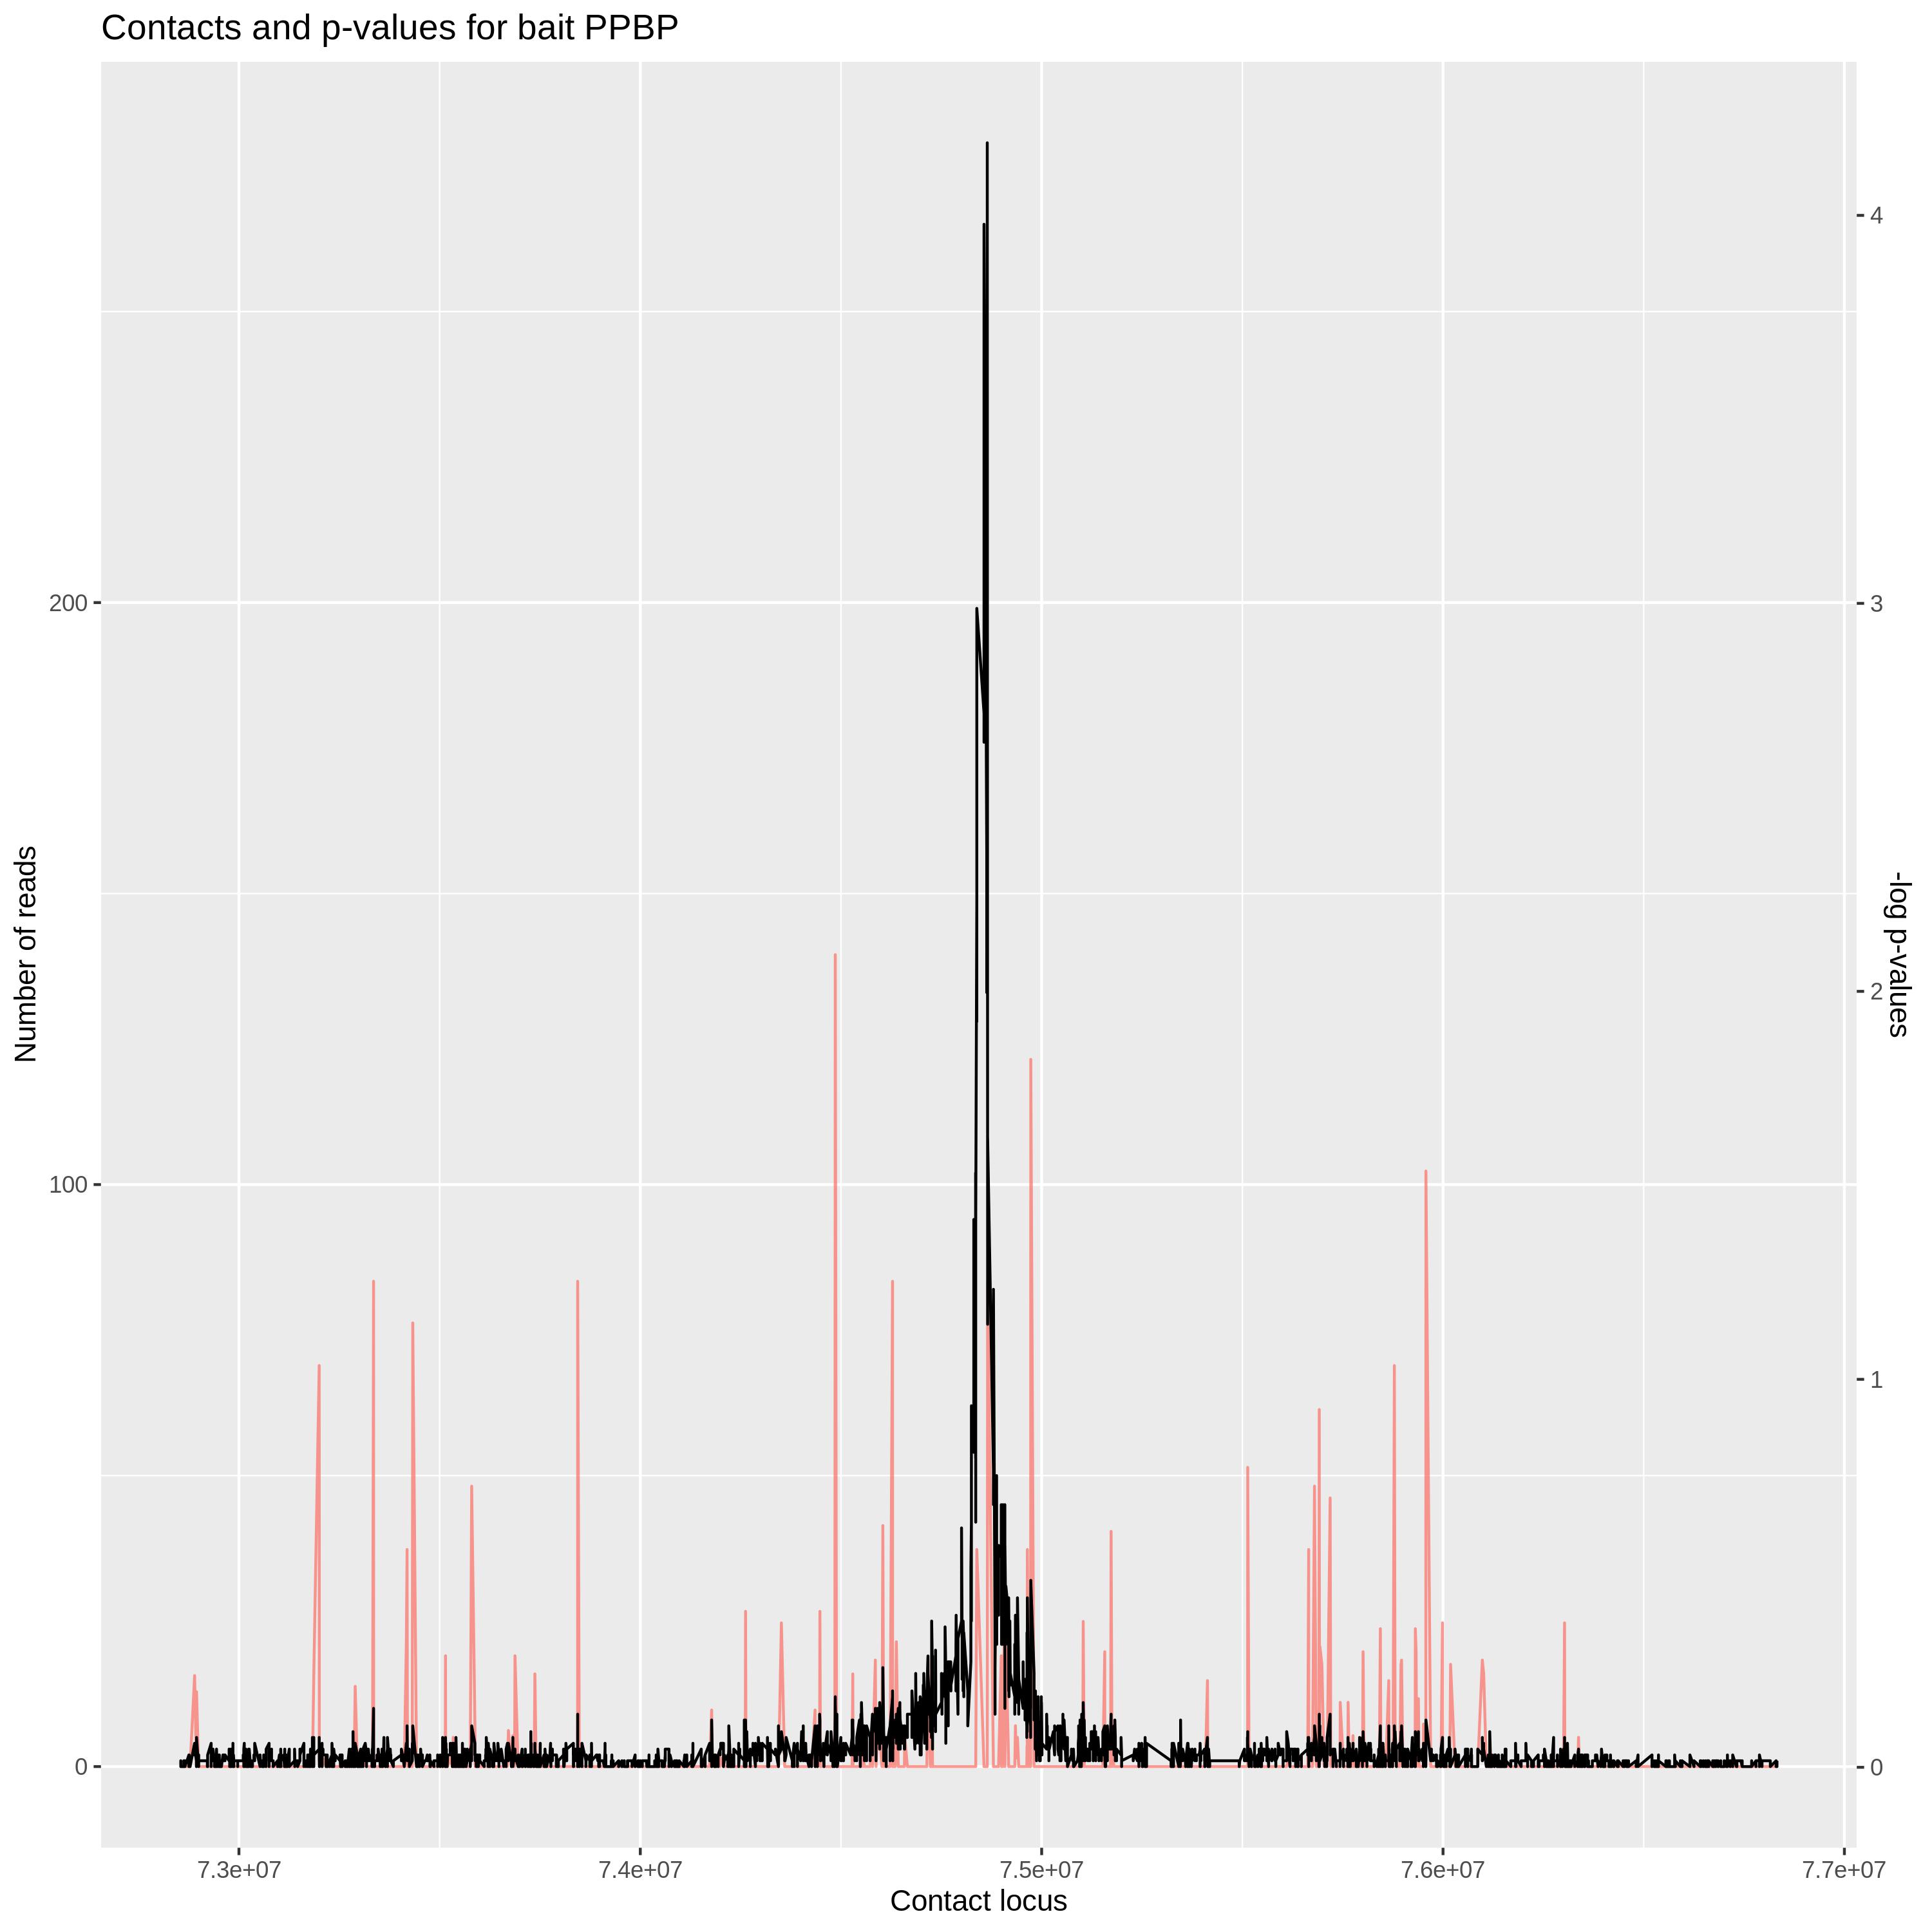 Contacts and p-values for bait PPBP
Number of reads
200
100
0
4
3
2
1
0
-log p-values
7.3e+07 7.4e+07 7.5e+07 7.6e+07 7.7e+07
Contact locus